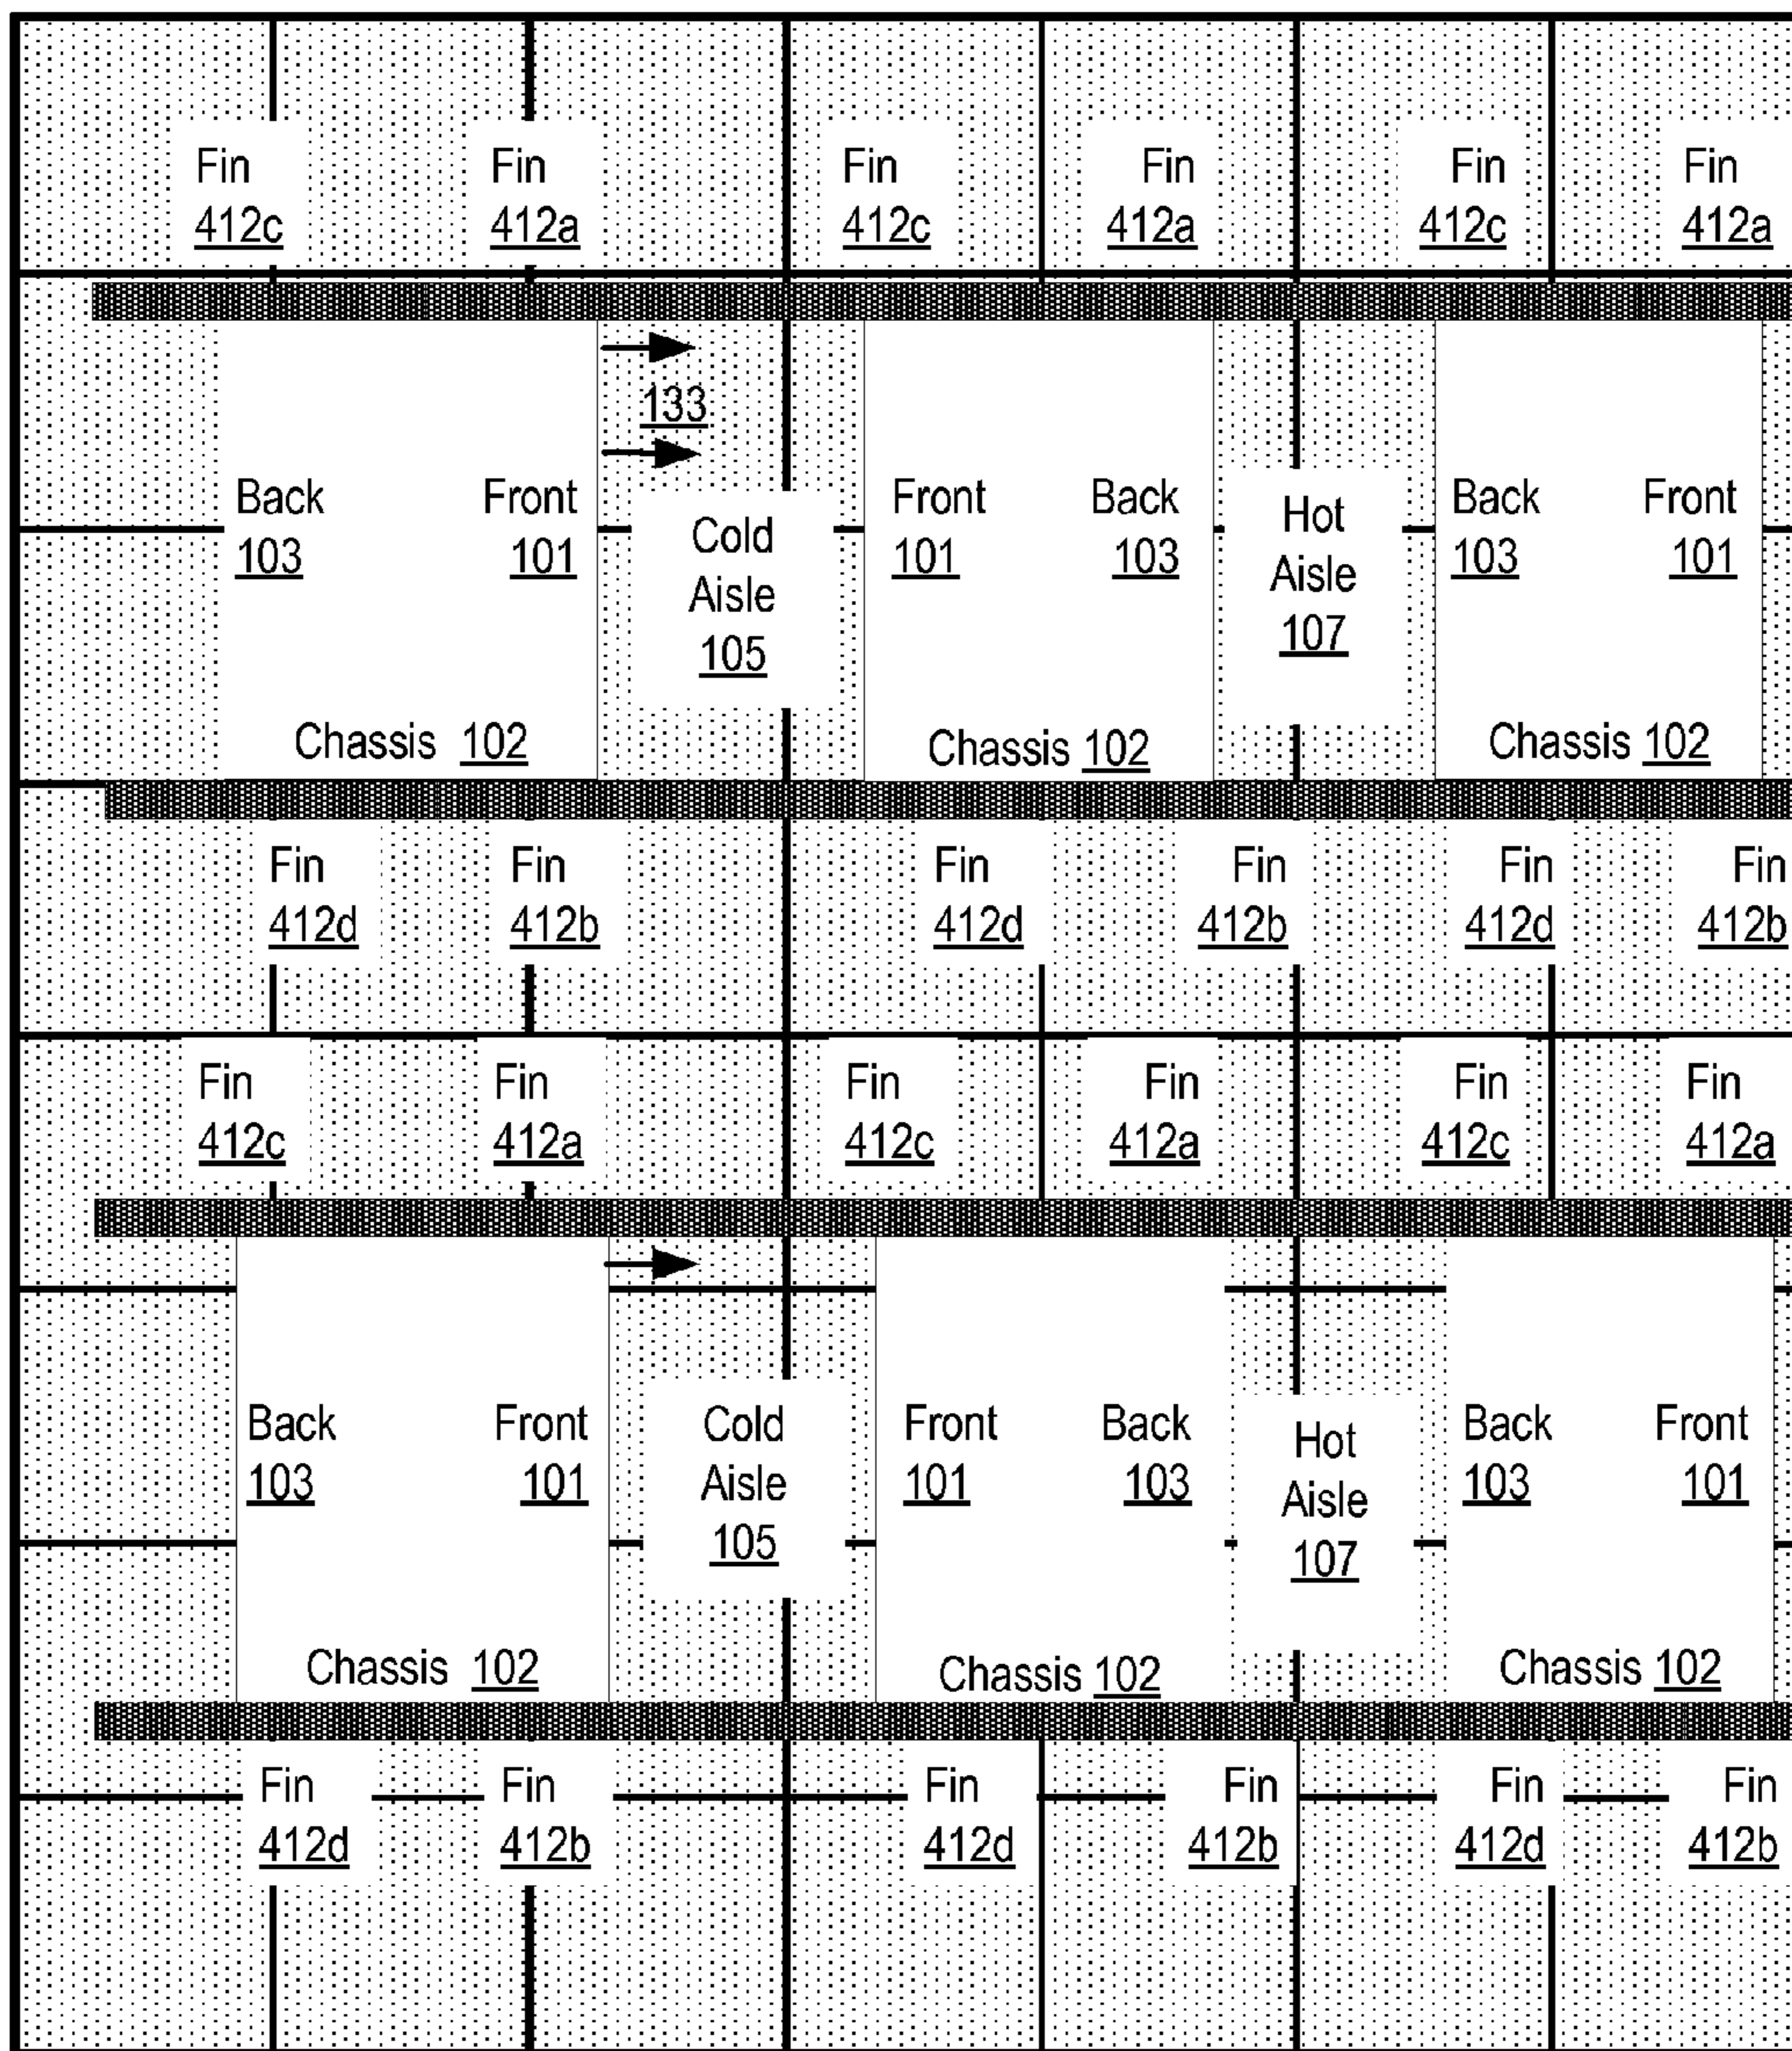 Fin Fin Fin Fin Fin Fin
412c 412a 412c 412a 412c 412a
133
Back Front Front Back Back Front
103 101 101 103 103 101
Cold
Aisle
105
Hot
Aisle
107
Chassis 102 Chassis 102 Chassis 102
Fin Fin Fin Fin Fin Fin
412d 412b 412d 412b 412d 412b
Fin Fin Fin Fin Fin Fin
412c 412a 412c 412a 412c 412a
Back Front Front Back Back Front
103 101 101 103 103 101
Cold
Aisle
105
Hot
Aisle
107
Chassis 102 Chassis 102 Chassis 102
Fin Fin Fin Fin Fin Fin
412d 412b 412d 412b 412d 412b